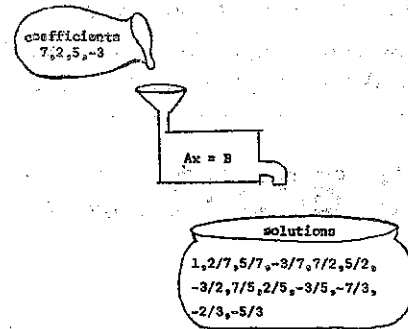 coefficients
7,2,5,-3
Ax = B
solutions
1,2/7,5/7,-3/7,7/2,5/2,
-3/2,7/5,2/5,-3/5,-7/3,
-2/3,-5/3